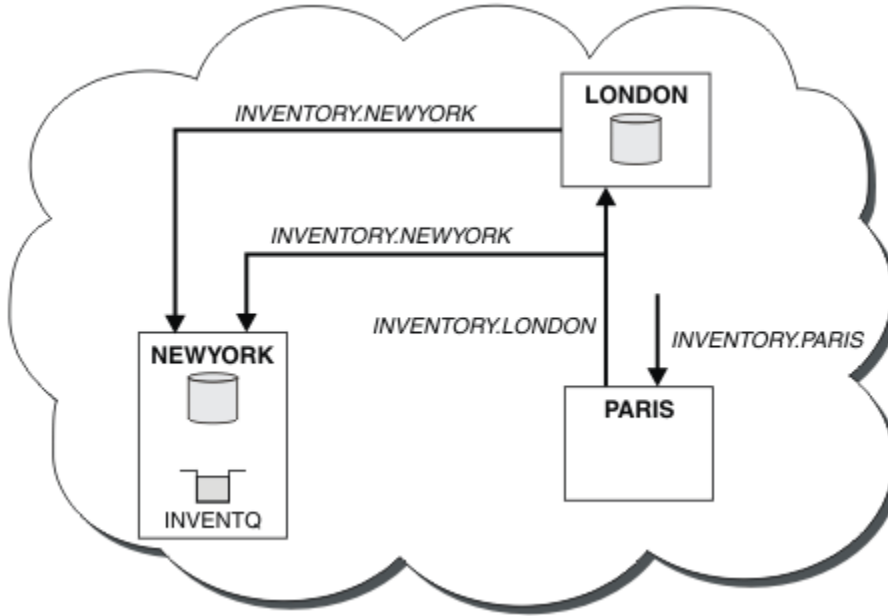 LONDON
INVENTORY.NEWYORK
INVENTORY.NEWYORK
INVENTORY.LONDON
INVENTORY.PARIS
NEWYORK
PARIS
INVENTQ